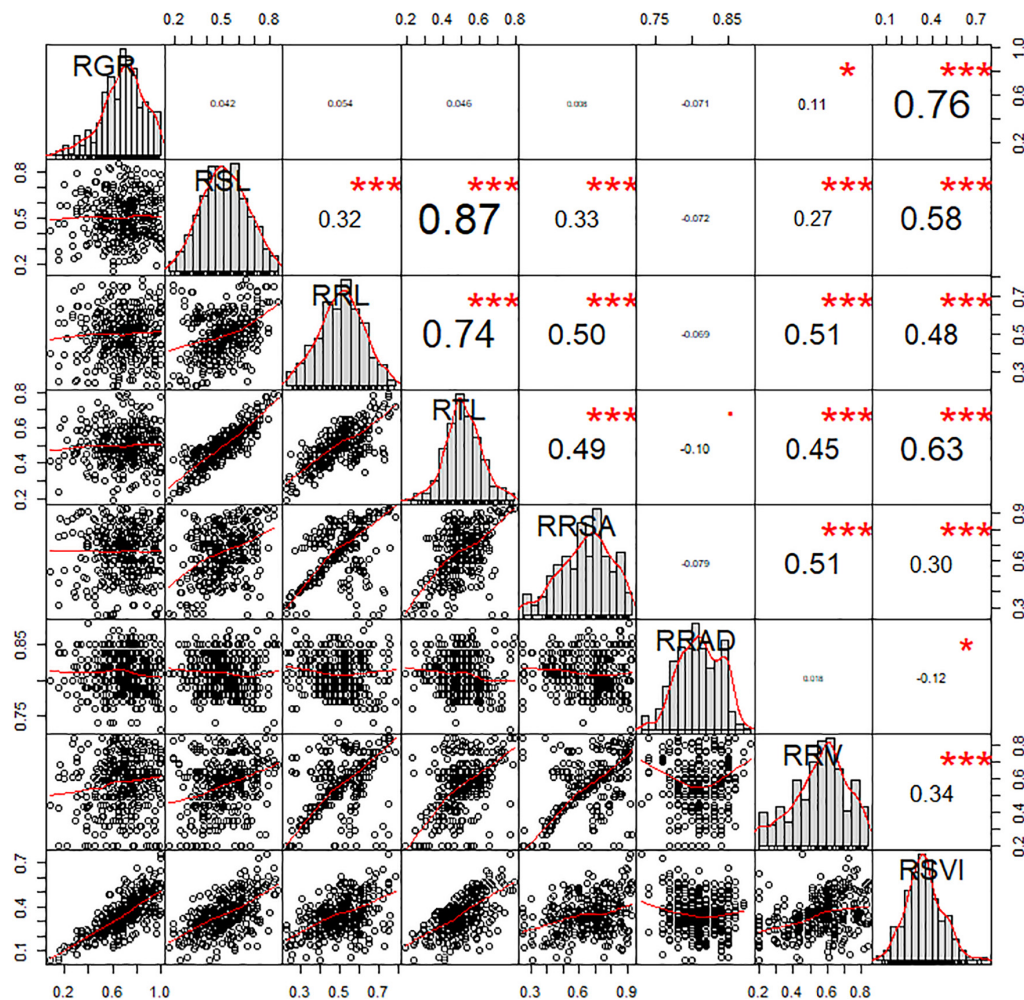 0.2 0.5 0.8 0.2 0.4 0.6 0.8 0.75 0.85 0.1 0.4 0.7
RGP 0.042 0.054 0.046 0.008 -0.071 0.11 * 0.76 *** 0.2 0.6 1.0
0.2 0.5 0.8 RSL 0.32 *** 0.87 *** 0.33 *** -0.072 0.27 *** 0.58 ***
RRL 0.74 *** 0.50 *** -0.069 0.51 *** 0.48 *** 0.3 0.5 0.7
0.2 0.4 0.6 0.8 RTL 0.49 *** -0.10 . 0.45 *** 0.63 ***
RRSA -0.079 0.51 *** 0.30 *** 0.3 0.6 0.9
0.75 0.85 RRAD 0.018 -0.12 *
RRV 0.34 *** 0.2 0.4 0.6 0.8
0.1 0.4 0.7 RSVI
0.2 0.6 1.0 0.3 0.5 0.7 0.3 0.6 0.9 0.2 0.4 0.6 0.8